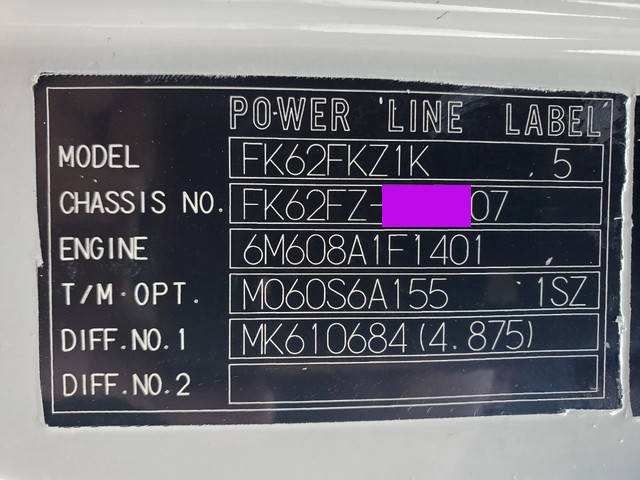 POWER LINE LABEL
MODEL FK62FKZ1K 5
CHASSIS NO. FK62FZ- 07
ENGINE 6M608A1F1401
T/M·OPT. M060S6A155 1SZ
DIFF.NO.1 MK610684(4.875)
DIFF.NO.2